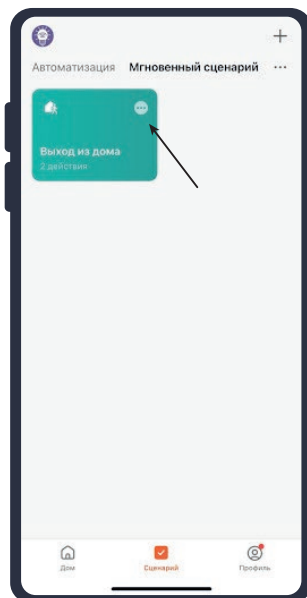 Автоматизация Мгновенный сценарий ...
Выход из дома
2 действия
Дом Сценарий Профиль